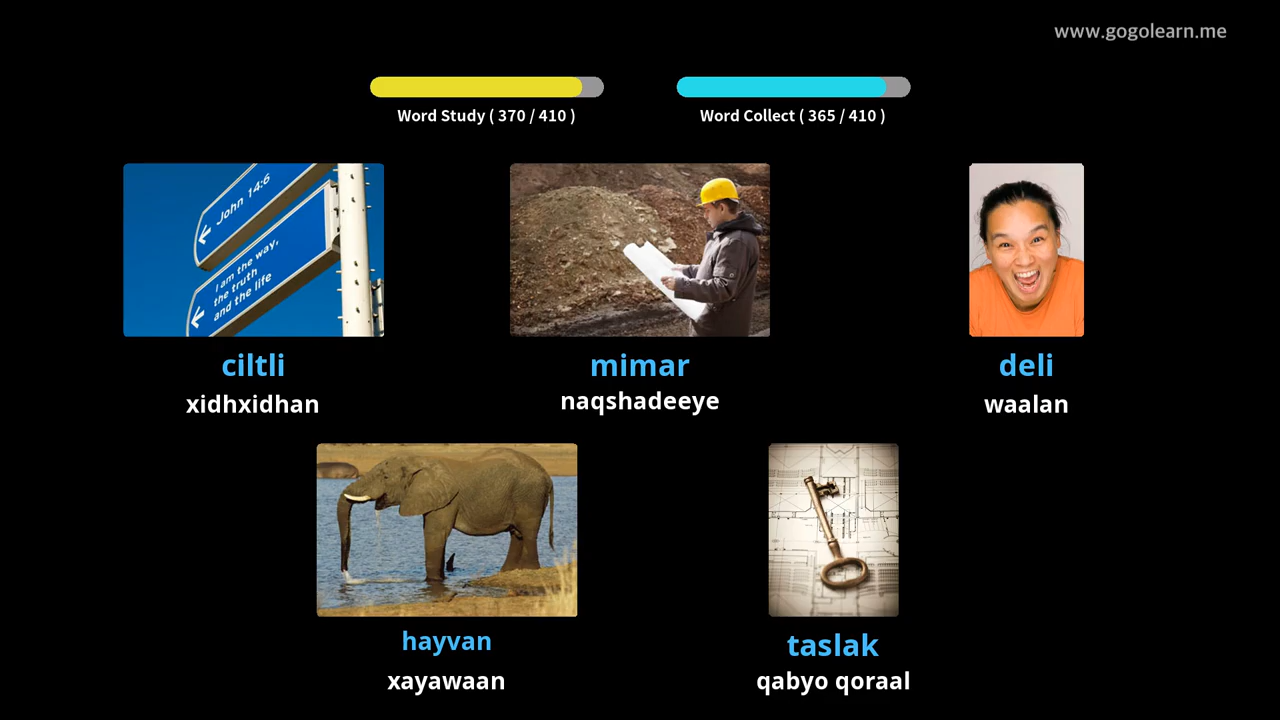 www.gogolearn.me
Word Study ( 370 / 410 )
Word Collect ( 365 / 410 )
John 14:6
I am the way,
the truth
and the life
ciltli
xidhxidhan
mimar
naqshadeeye
deli
waalan
hayvan
xayawaan
taslak
qabyo qoraal